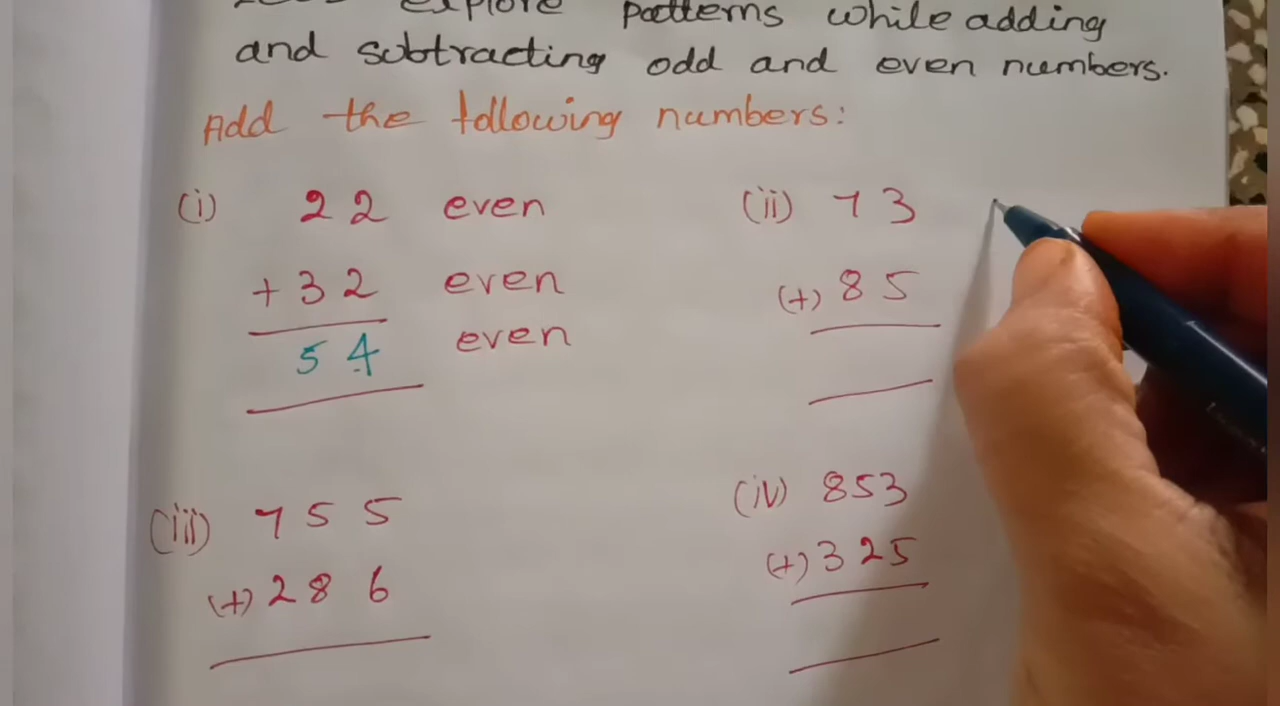 explore patterns while adding
and subtracting odd and even numbers.
Add the following numbers:
(i) 22 even
+ 32 even
54 even
(ii) 73
(+) 85
(iii) 755
(+) 286
(iv) 853
(+) 325